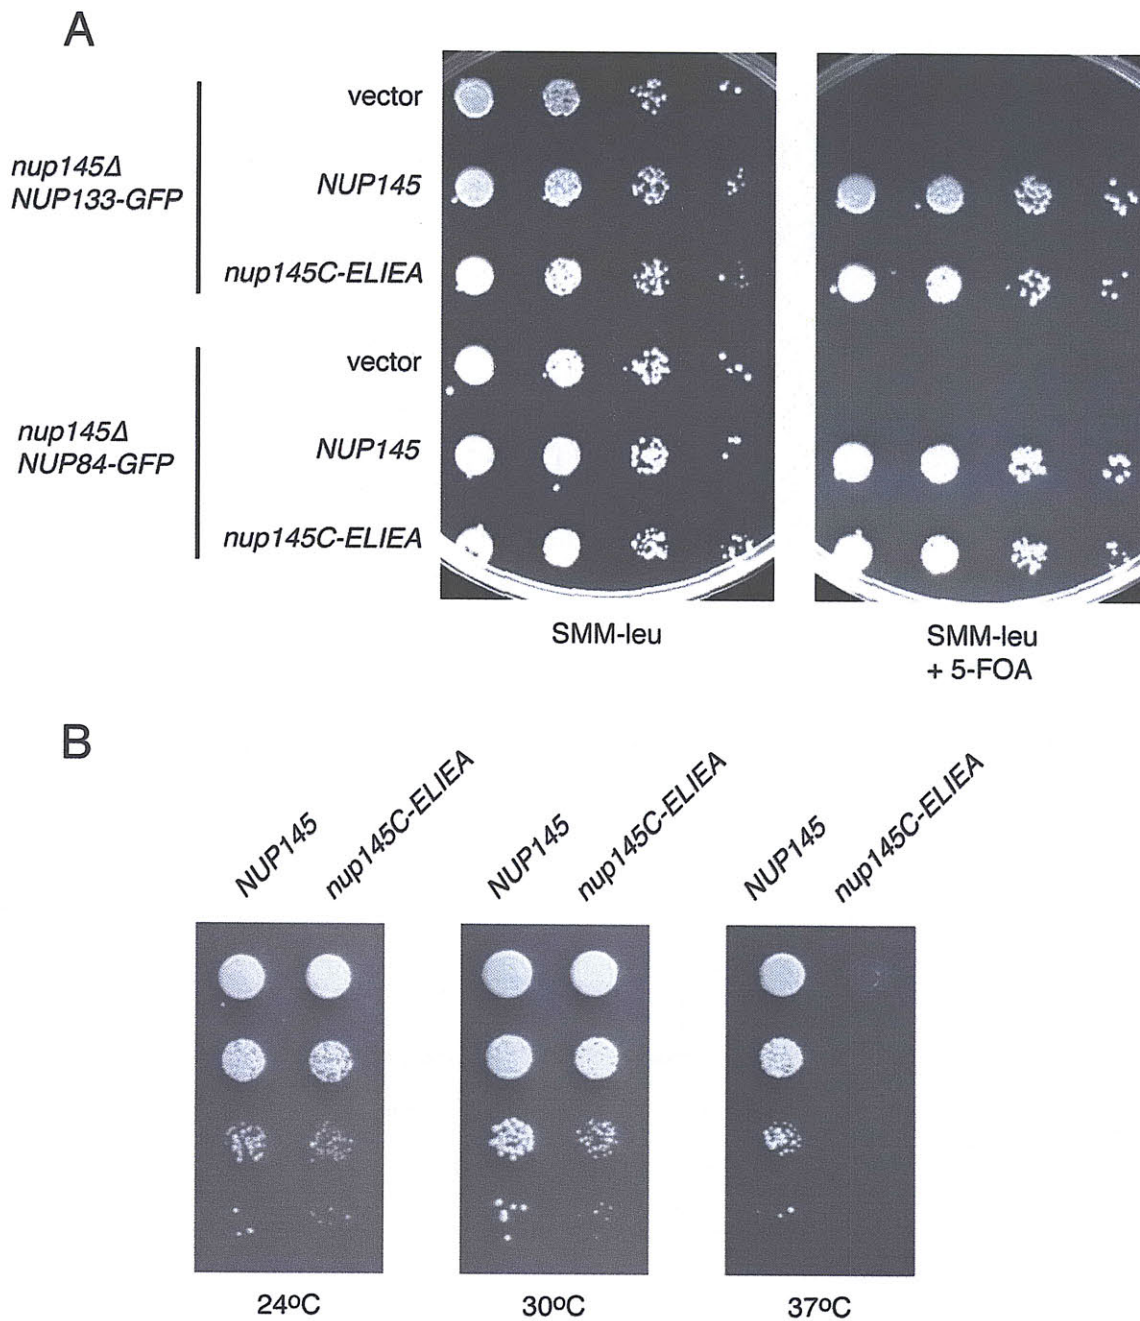 A
nup145Δ
NUP133-GFP
vector
NUP145
nup145C-ELIEA
nup145Δ
NUP84-GFP
vector
NUP145
nup145C-ELIEA
SMM-leu
SMM-leu
+ 5-FOA
B
NUP145
nup145C-ELIEA
NUP145
nup145C-ELIEA
NUP145
nup145C-ELIEA
24ºC
30ºC
37ºC